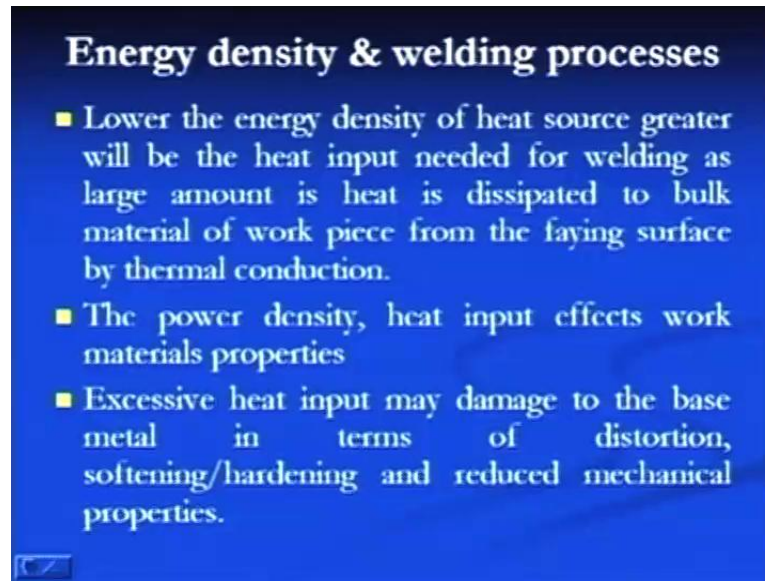 Energy density & welding processes
Lower the energy density of heat source greater
will be the heat input needed for welding as
large amount is heat is dissipated to bulk
material of work piece from the faying surface
by thermal conduction.
The power density, heat input effects work
materials properties
Excessive heat input may damage to the base
metal in terms of distortion,
softening/hardening and reduced mechanical
properties.